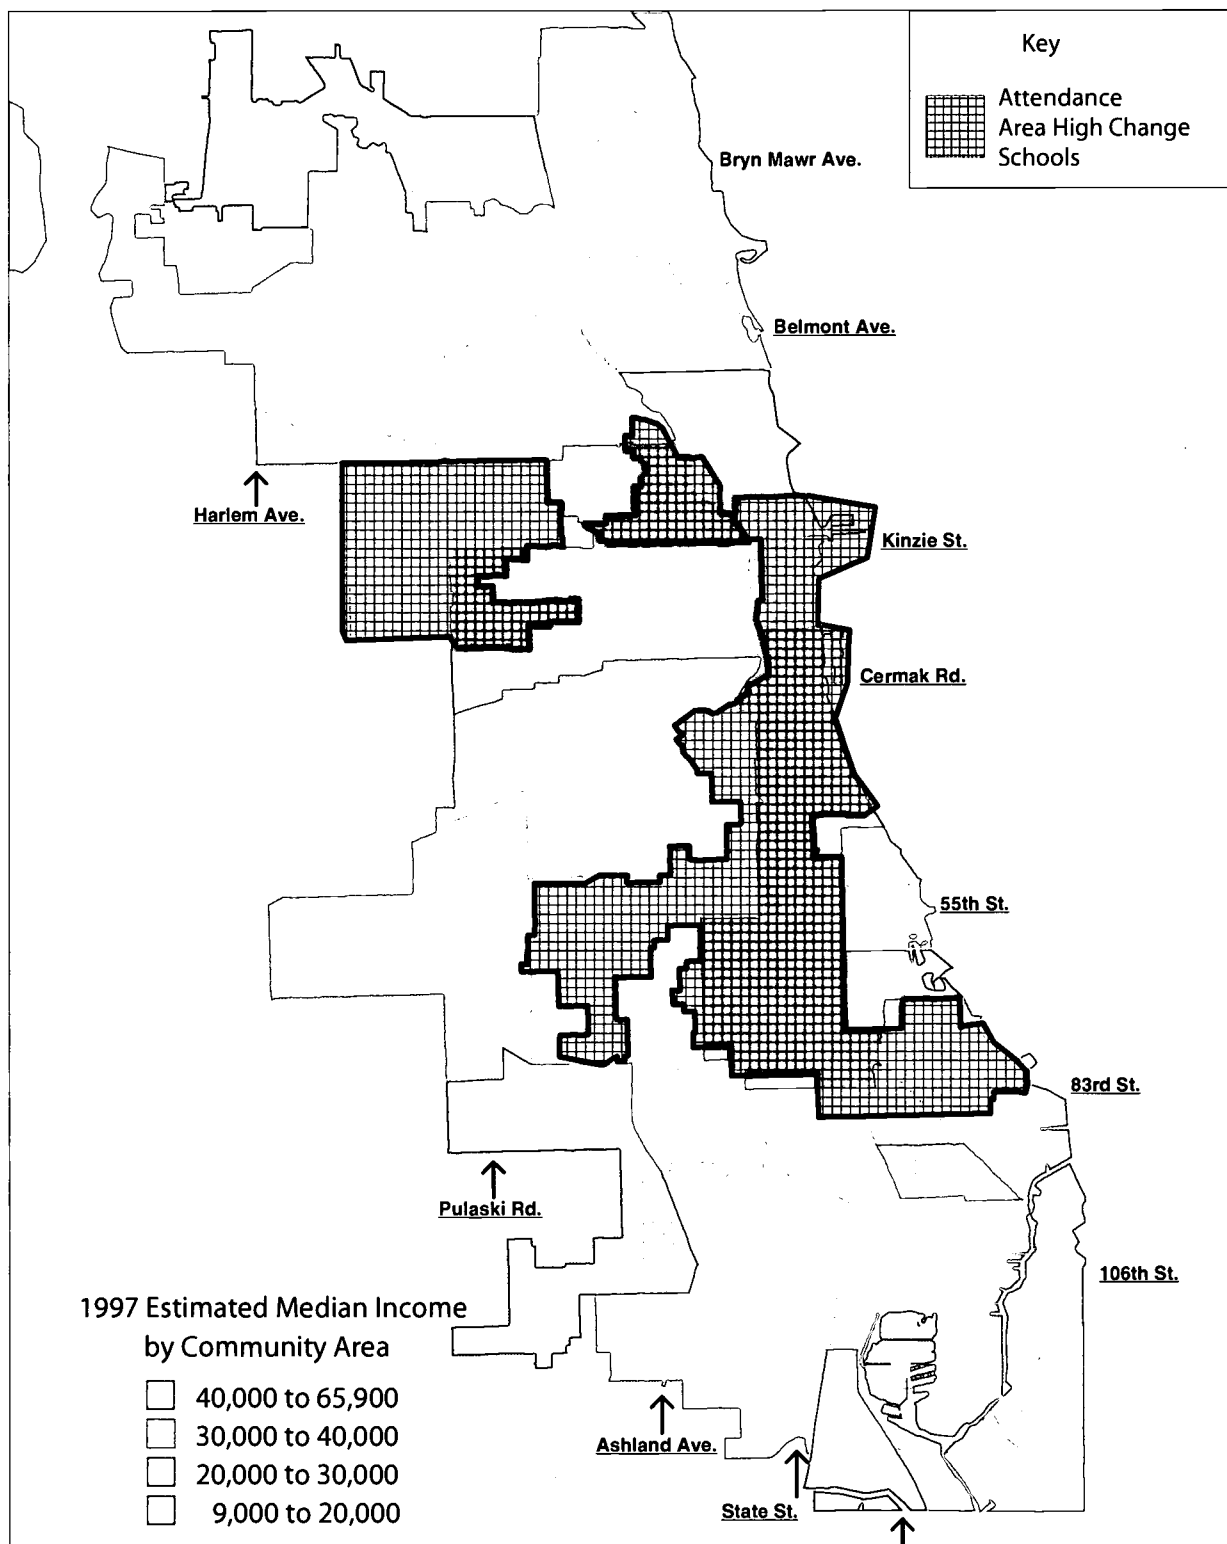 Key
Attendance
Area High Change
Schools
Bryn Mawr Ave.
Belmont Ave.
Harlem Ave.
Kinzie St.
Cermak Rd.
55th St.
83rd St.
Pulaski Rd.
106th St.
1997 Estimated Median Income
by Community Area
40,000 to 65,900
30,000 to 40,000
20,000 to 30,000
9,000 to 20,000
Ashland Ave.
State St.